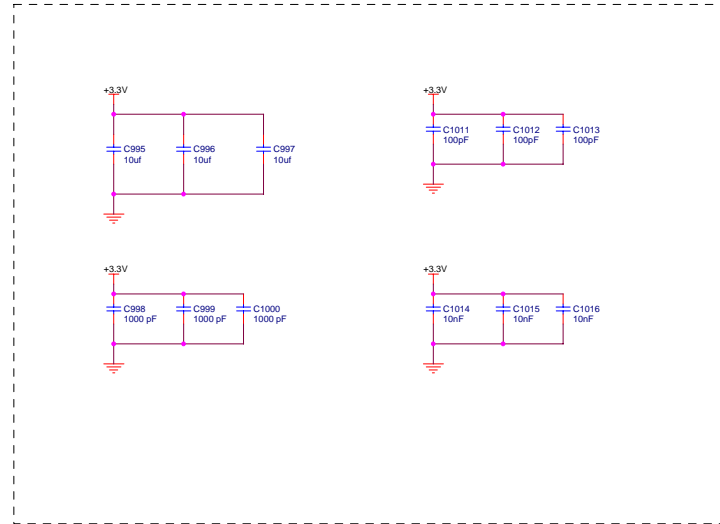 +3.3V
C995
10uf
C996
10uf
C997
10uf
+3.3V
C1011
100pF
C1012
100pF
C1013
100pF
+3.3V
C998
1000 pF
C999
1000 pF
C1000
1000 pF
+3.3V
C1014
10nF
C1015
10nF
C1016
10nF